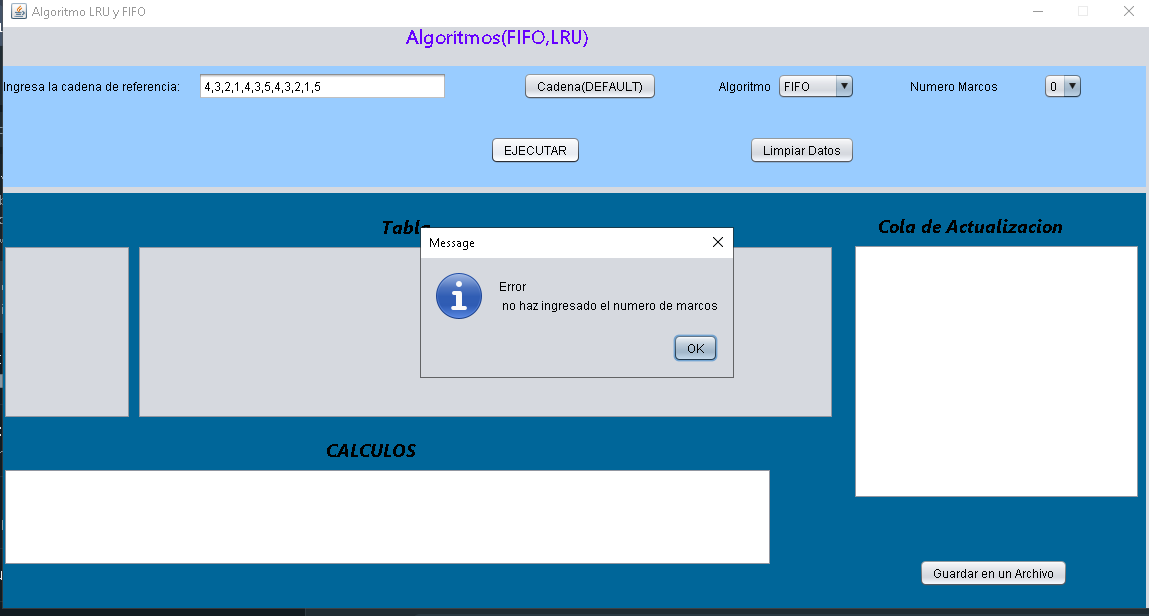 Algoritmo LRU y FIFO
Algoritmos(FIFO,LRU)
Ingresa la cadena de referencia:
4,3,2,1,4,3,5,4,3,2,1,5
Cadena(DEFAULT)
Algoritmo
FIFO
Numero Marcos
0
EJECUTAR
Limpiar Datos
Cola de Actualizacion
Message
Error
no haz ingresado el numero de marcos
OK
CALCULOS
Guardar en un Archivo